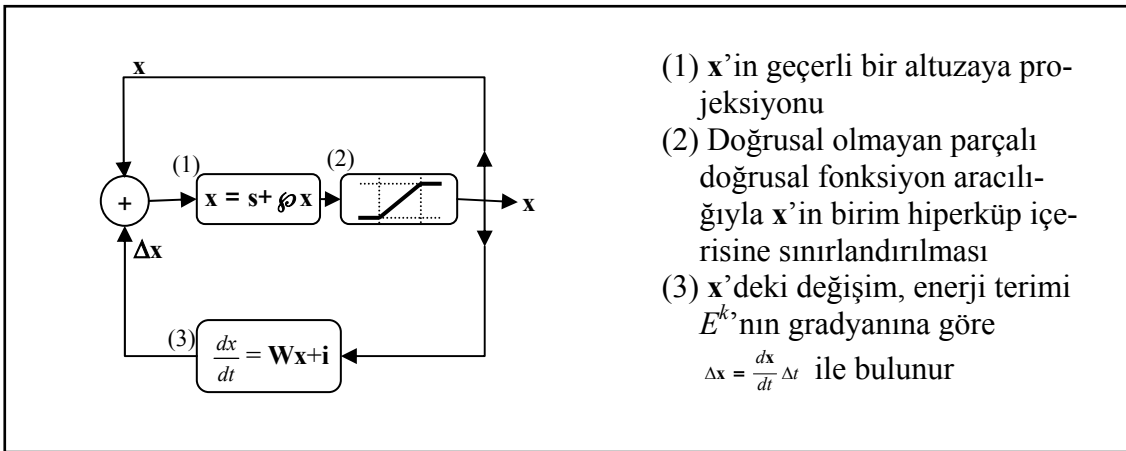 x
(1)
(2)
+
x = s+ ℘ x
x
Δx
(3)
dx/dt = Wx+i
(1) x’in geçerli bir altuzaya pro-
jeksiyonu
(2) Doğrusal olmayan parçalı
doğrusal fonksiyon aracılı-
ğıyla x’in birim hiperküp içe-
risine sınırlandırılması
(3) x’deki değişim, enerji terimi
E^k’nın gradyanına göre
Δx = dx/dt Δt ile bulunur